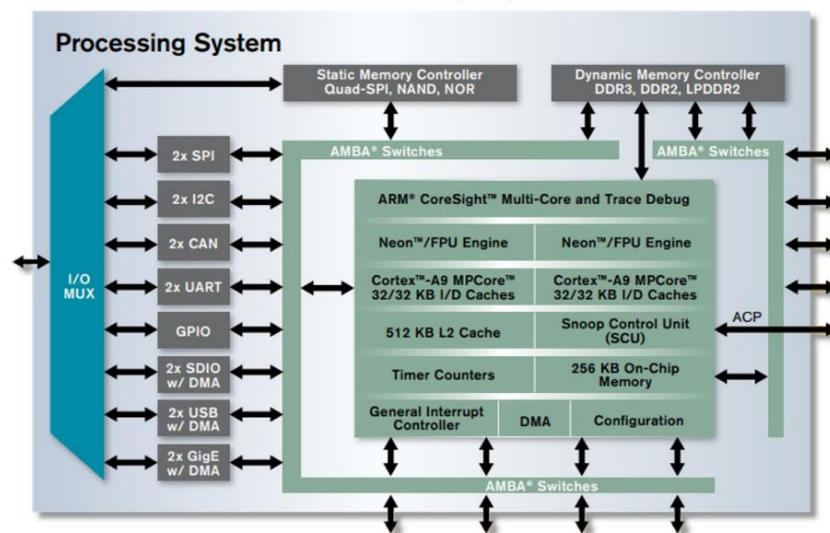 Processing System
Static Memory Controller
Quad-SPI, NAND, NOR
Dynamic Memory Controller
DDR3, DDR2, LPDDR2
AMBA® Switches
AMBA® Switches
I/O
MUX
2x SPI
2x I2C
2x CAN
2x UART
GPIO
2x SDIO
w/ DMA
2x USB
w/ DMA
2x GigE
w/ DMA
ARM® CoreSight™ Multi-Core and Trace Debug
Neon™/FPU Engine
Neon™/FPU Engine
Cortex™-A9 MPCore™
32/32 KB I/D Caches
Cortex™-A9 MPCore™
32/32 KB I/D Caches
512 KB L2 Cache
Snoop Control Unit
(SCU)
ACP
Timer Counters
256 KB On-Chip
Memory
General Interrupt
Controller
DMA
Configuration
AMBA® Switches